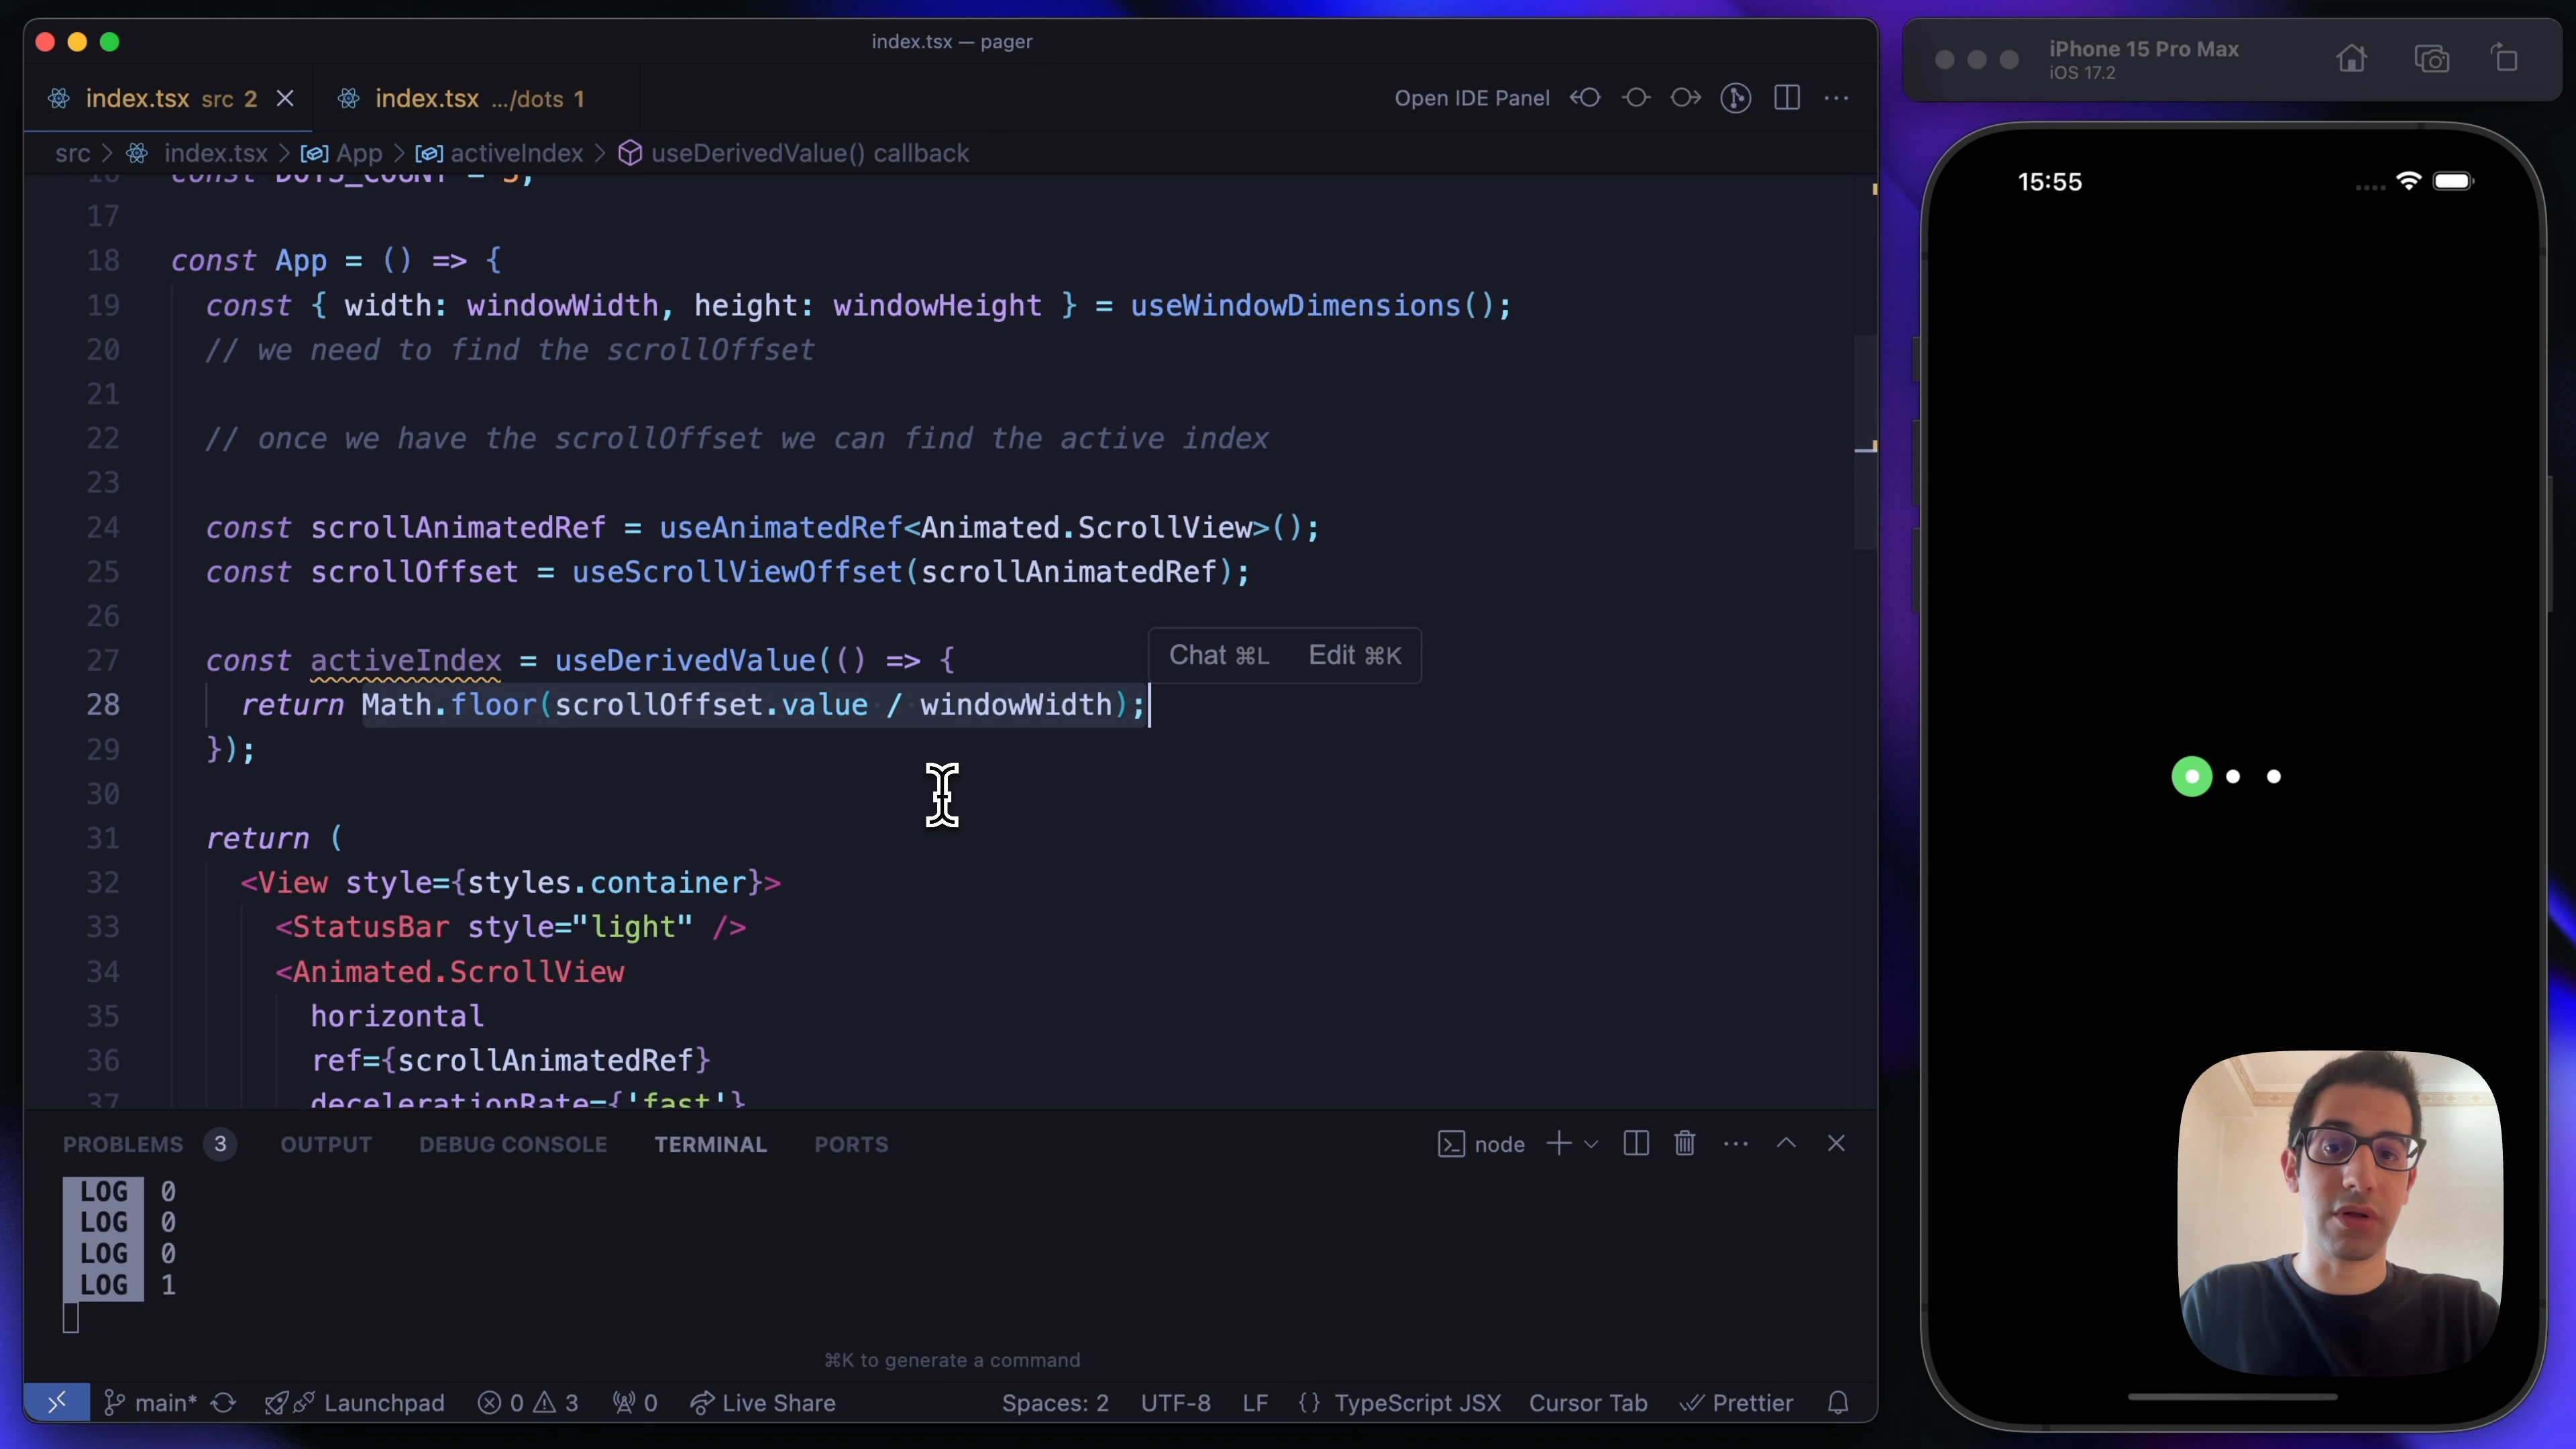 index.tsx — pager
index.tsx src 2
index.tsx .../dots 1
Open IDE Panel
src > index.tsx > App > activeIndex > useDerivedValue() callback
16 const DOTS_COUNT = 3;
17
18 const App = () => {
19 const { width: windowWidth, height: windowHeight } = useWindowDimensions();
20 // we need to find the scrollOffset
21
22 // once we have the scrollOffset we can find the active index
23
24 const scrollAnimatedRef = useAnimatedRef<Animated.ScrollView>();
25 const scrollOffset = useScrollViewOffset(scrollAnimatedRef);
26
27 const activeIndex = useDerivedValue(() => {
Chat ⌘L Edit ⌘K
28 return Math.floor(scrollOffset.value / windowWidth);
29 });
30
31 return (
32 <View style={styles.container}>
33 <StatusBar style="light" />
34 <Animated.ScrollView
35 horizontal
36 ref={scrollAnimatedRef}
37 decelerationRate={'fast'}
PROBLEMS 3 OUTPUT DEBUG CONSOLE TERMINAL PORTS
node
LOG 0
LOG 0
LOG 0
LOG 1
⌘K to generate a command
main* Launchpad 0 3 0 Live Share
Spaces: 2 UTF-8 LF {} TypeScript JSX Cursor Tab Prettier
iPhone 15 Pro Max
iOS 17.2
15:55